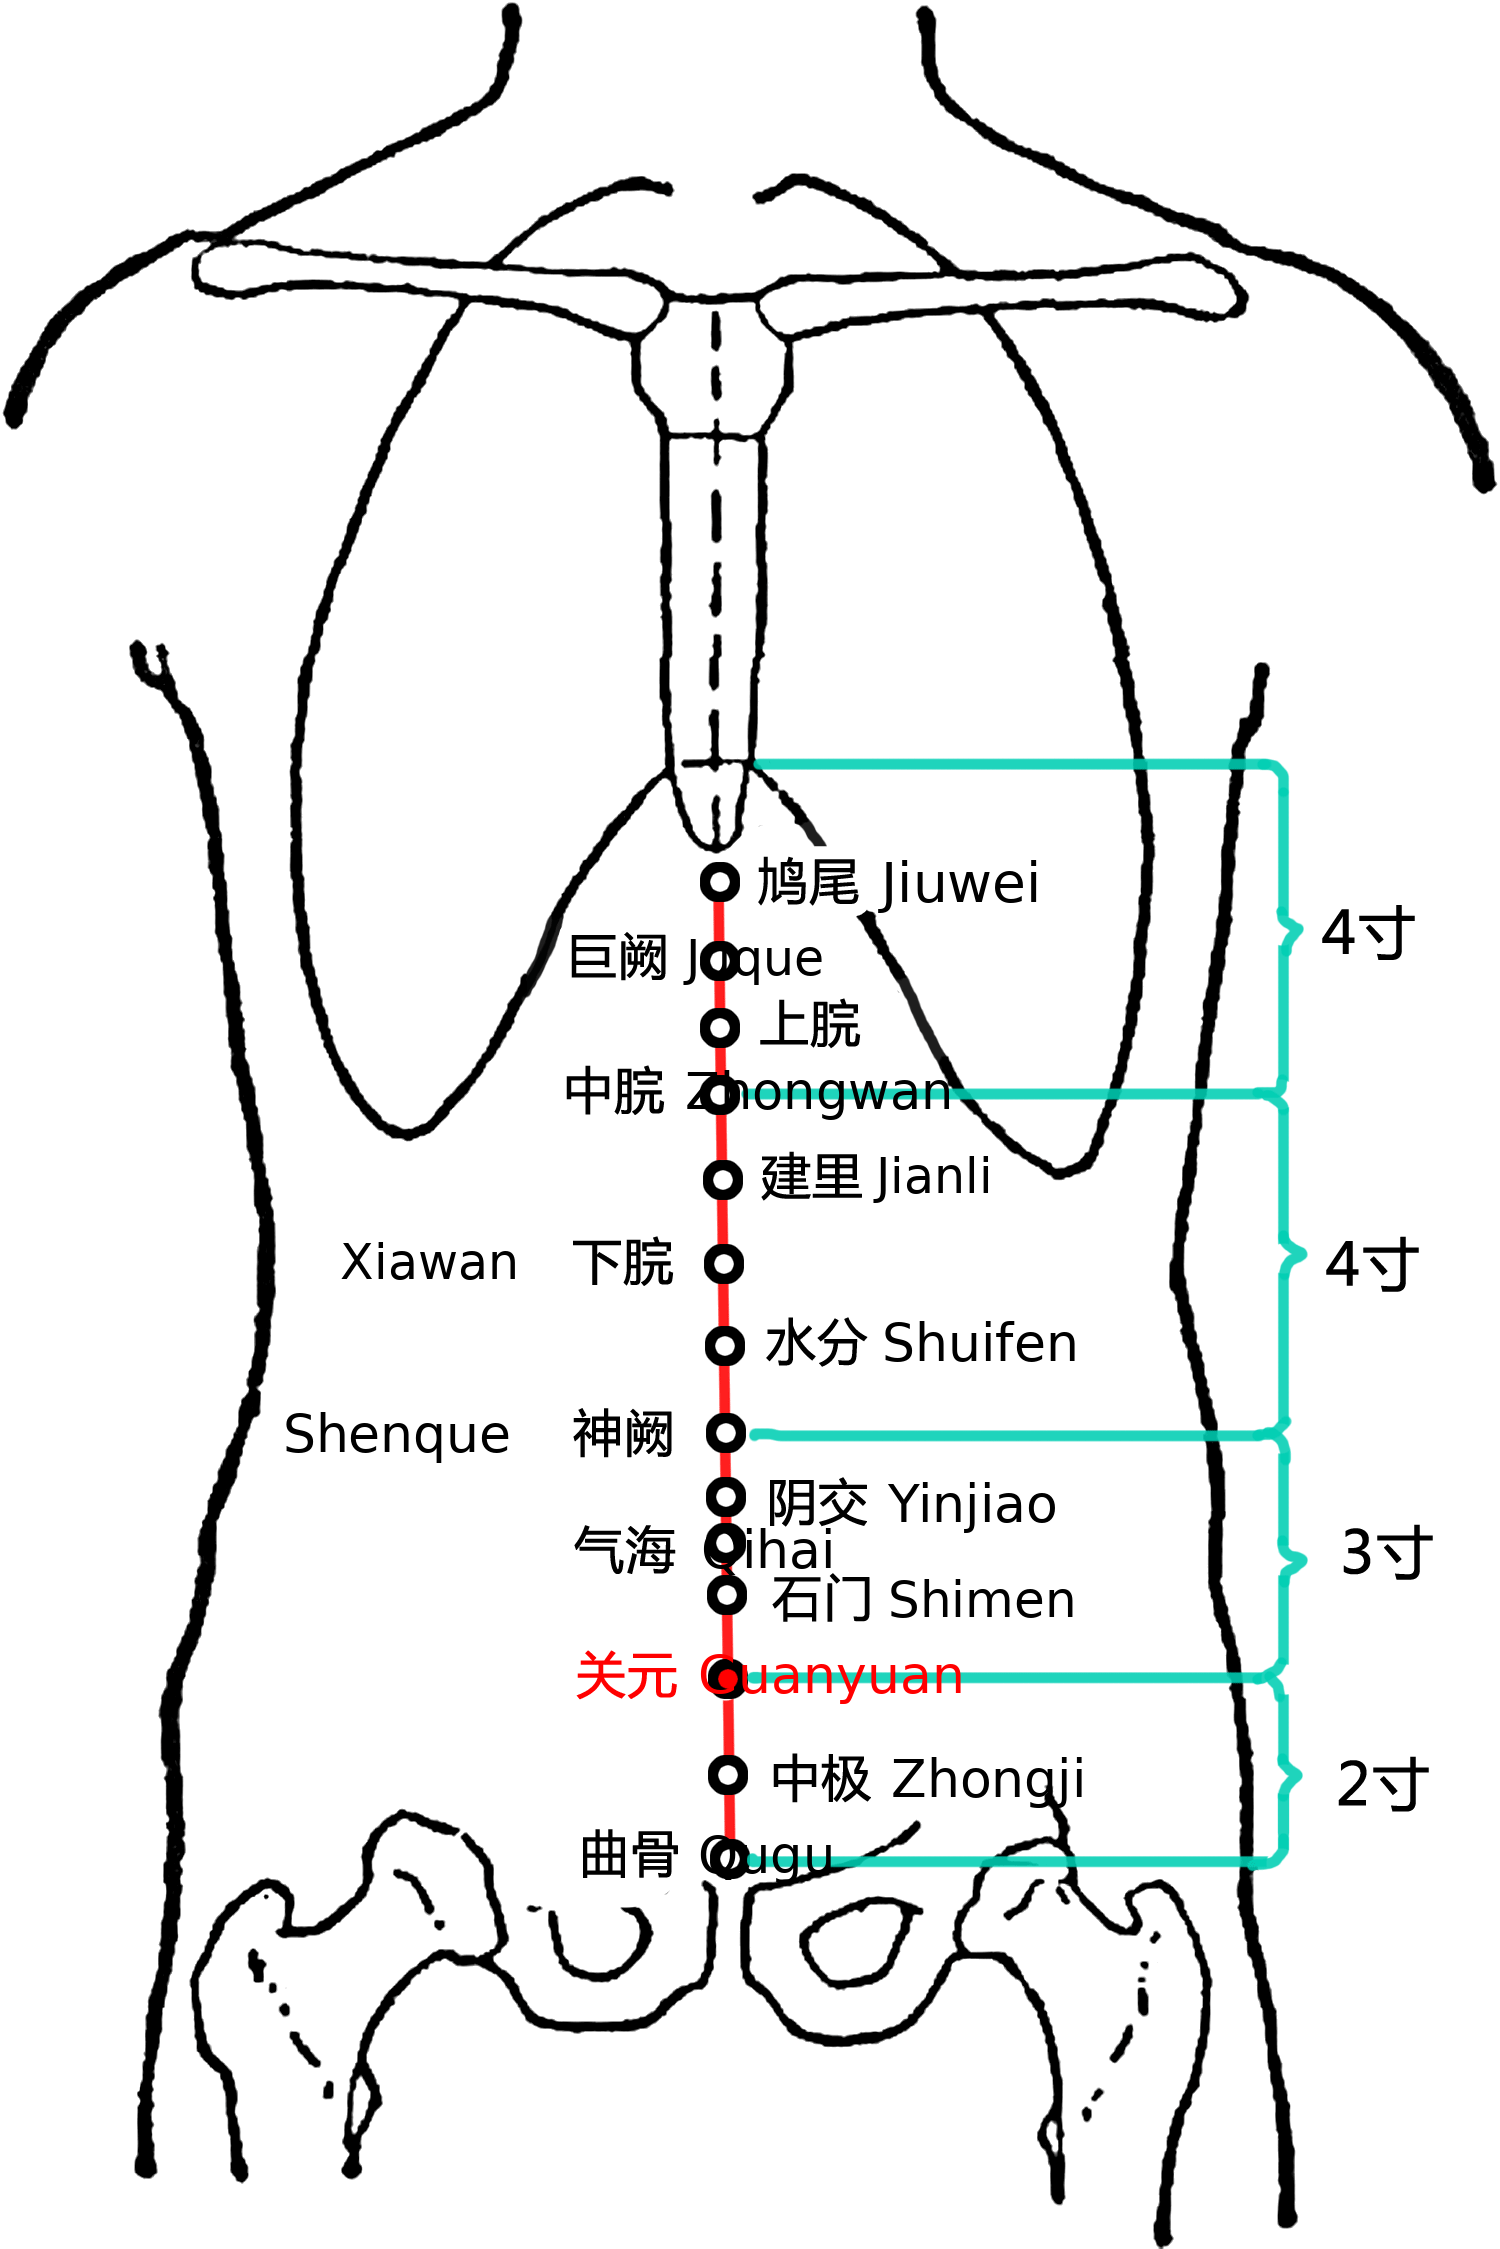 鸠尾 Jiuwei
4寸
巨阙 Juque
上脘
中脘 Zhongwan
建里 Jianli
Xiawan 下脘
4寸
水分 Shuifen
Shenque 神阙
阴交 Yinjiao
气海 Qihai
3寸
石门 Shimen
关元 Guanyuan
中极 Zhongji
2寸
曲骨 Qugu